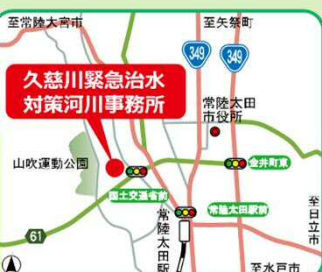 至常陸大宮市
至矢祭町
349
349
久慈川緊急治水
対策河川事務所
常陸太田
市役所
山吹運動公園
金井町東
国土交通省前
常陸太田駅前
61
常陸太田駅
至日立市
至水戸市